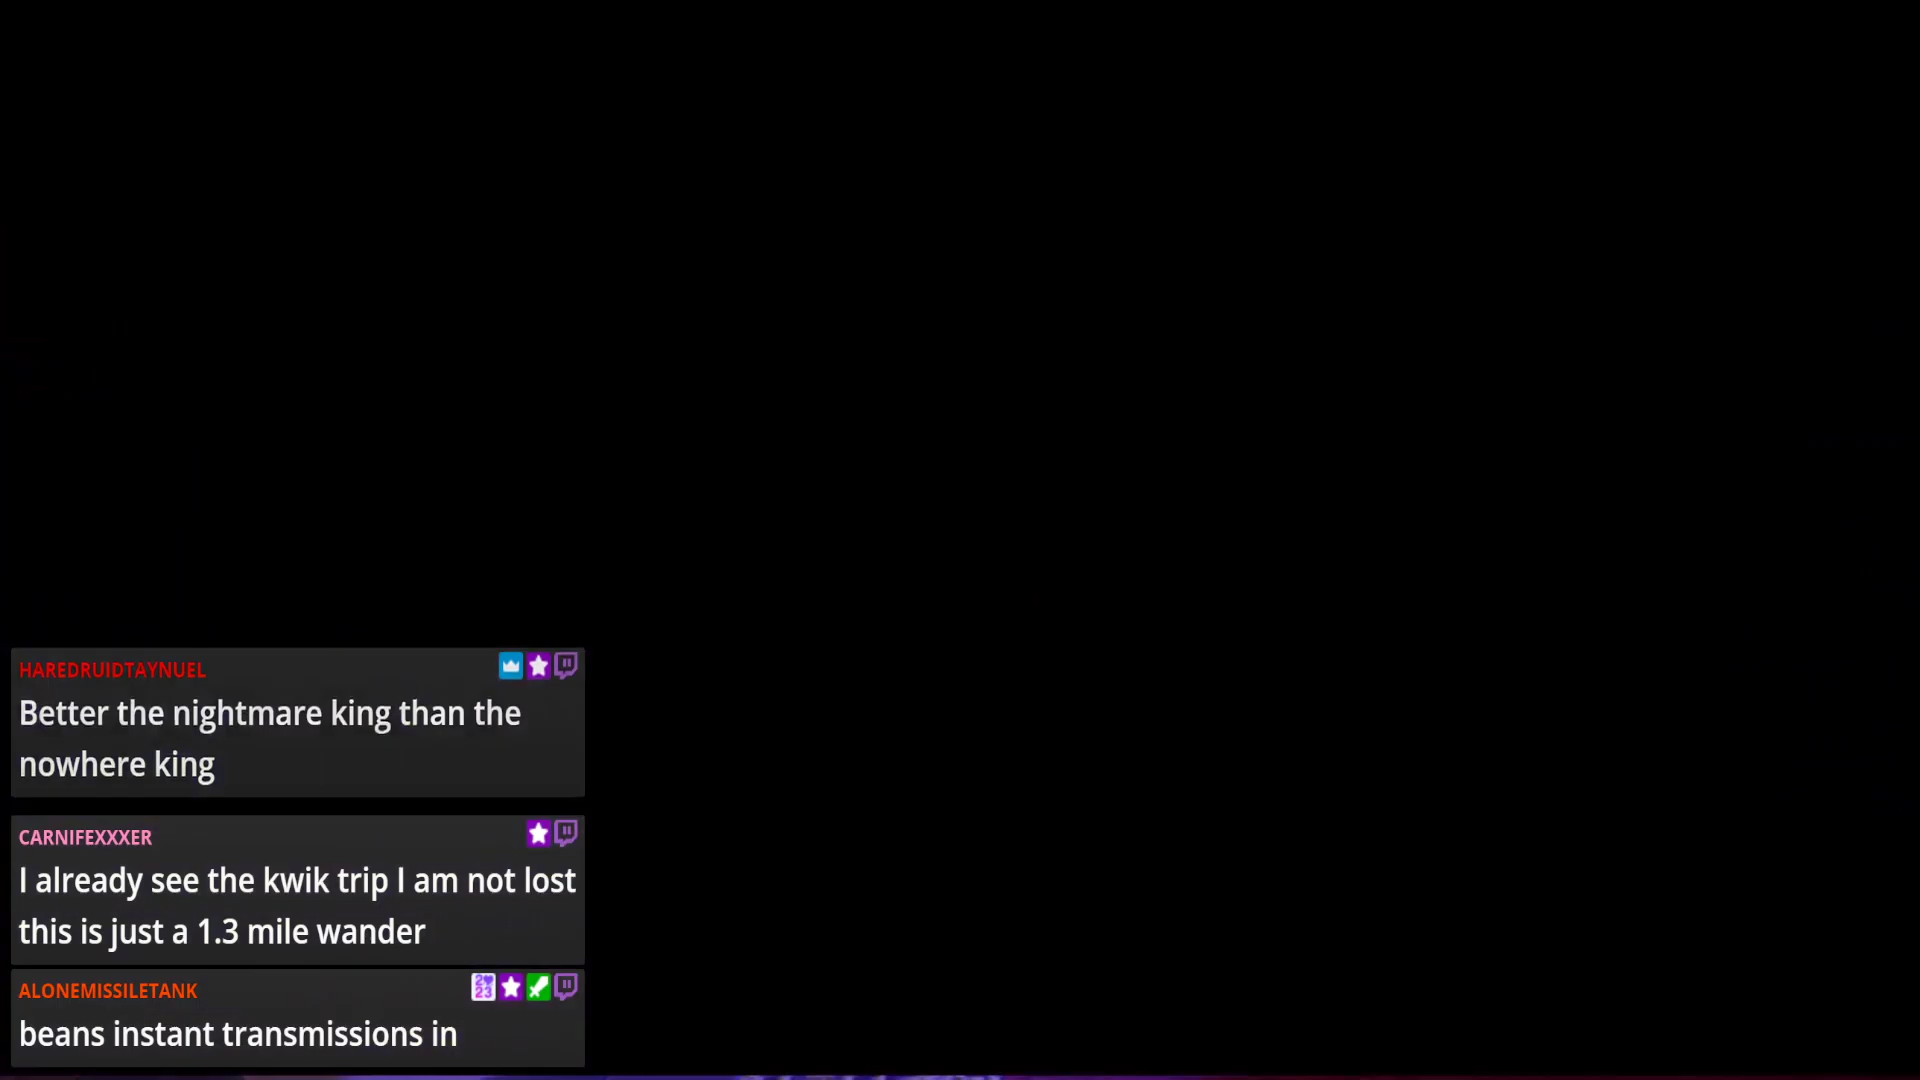 HAREDRUIDTAYNUEL
Better the nightmare king than the
nowhere king
CARNIFEXXXER
I already see the kwik trip I am not lost
this is just a 1.3 mile wander
2023
ALONEMISSILETANK
beans instant transmissions in